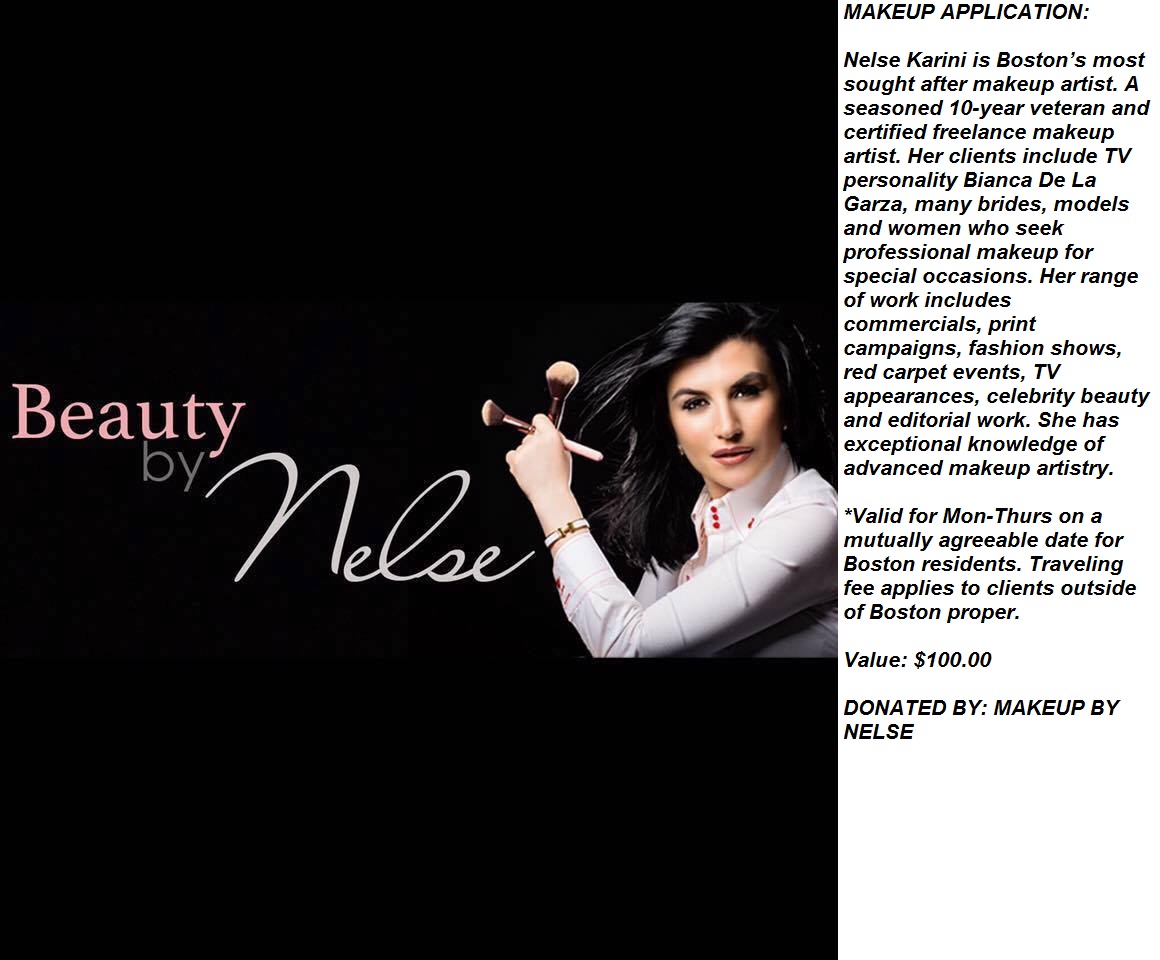 Beauty
by
Nelse
MAKEUP APPLICATION:
Nelse Karini is Boston’s most
sought after makeup artist. A
seasoned 10-year veteran and
certified freelance makeup
artist. Her clients include TV
personality Bianca De La
Garza, many brides, models
and women who seek
professional makeup for
special occasions. Her range
of work includes
commercials, print
campaigns, fashion shows,
red carpet events, TV
appearances, celebrity beauty
and editorial work. She has
exceptional knowledge of
advanced makeup artistry.
*Valid for Mon-Thurs on a
mutually agreeable date for
Boston residents. Traveling
fee applies to clients outside
of Boston proper.
Value: $100.00
DONATED BY: MAKEUP BY
NELSE